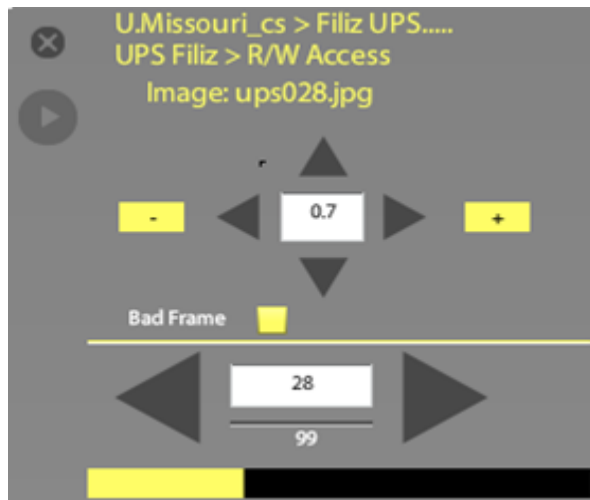 U.Missouri_cs > Filiz UPS.....
UPS Filiz > R/W Access
Image: ups028.jpg
- 0.7 +
Bad Frame
28
99